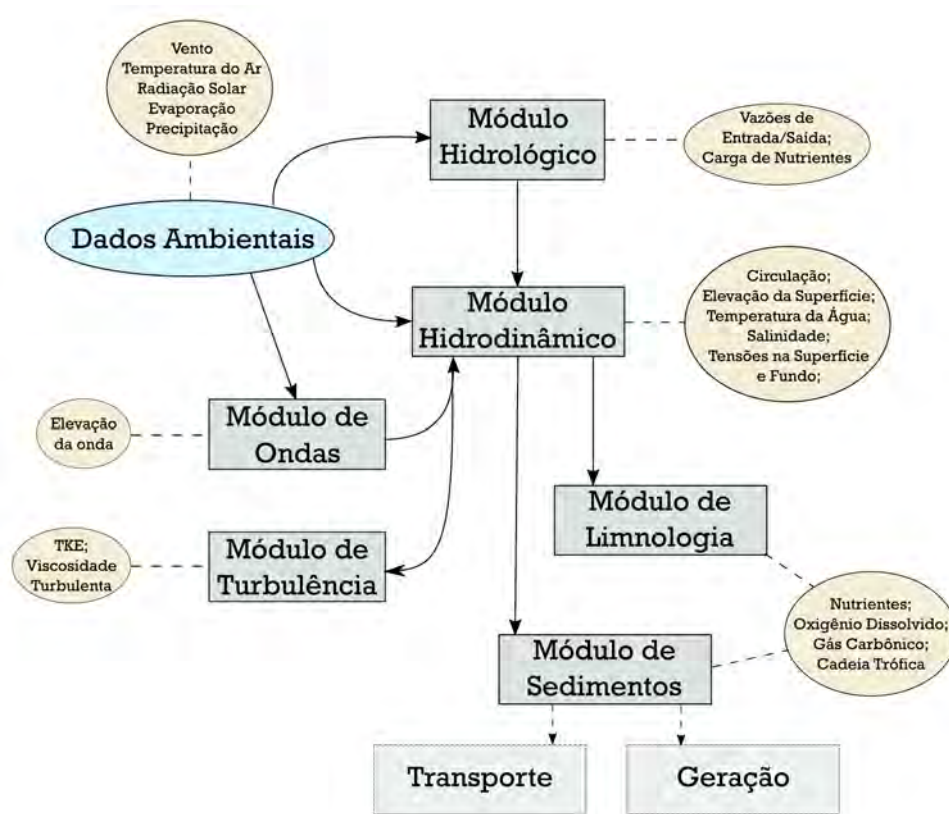 Vento
Temperatura do Ar
Radiação Solar
Evaporação
Precipitação
Módulo
Hidrológico
Vazões de
Entrada/Saída;
Carga de Nutrientes
Dados Ambientais
Módulo
Hidrodinâmico
Circulação;
Elevação da Superfície;
Temperatura da Água;
Salinidade;
Tensões na Superfície
e Fundo;
Elevação
da onda
Módulo de
Ondas
TKE;
Viscosidade
Turbulenta
Módulo de
Turbulência
Módulo de
Limnologia
Nutrientes;
Oxigênio Dissolvido;
Gás Carbônico;
Cadeia Trófica
Módulo de
Sedimentos
Transporte
Geração